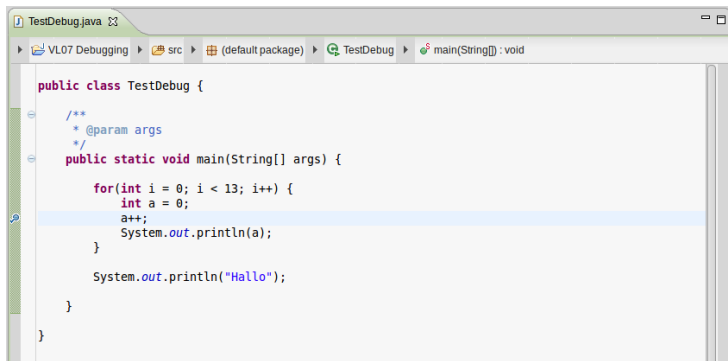 TestDebug.java
VL07 Debugging src (default package) TestDebug main(String[]) : void
public class TestDebug {
/**
* @param args
*/
public static void main(String[] args) {
for(int i = 0; i < 13; i++) {
int a = 0;
a++;
System.out.println(a);
}
System.out.println("Hallo");
}
}